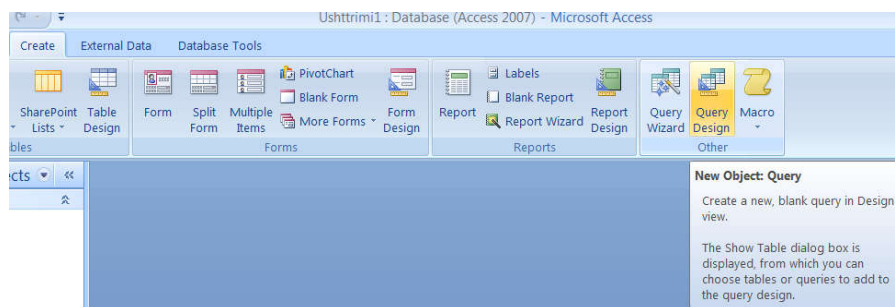 Ushttrimi1 : Database (Access 2007) - Microsoft Access
Create External Data Database Tools
SharePoint Lists
Table Design
Form
Split Form
Multiple Items
PivotChart
Blank Form
More Forms
Form Design
Report
Labels
Blank Report
Report Wizard
Report Design
Query Wizard
Query Design
Macro
bles Forms Reports Other
cts
New Object: Query
Create a new, blank query in Design
view.
The Show Table dialog box is
displayed, from which you can
choose tables or queries to add to
the query design.